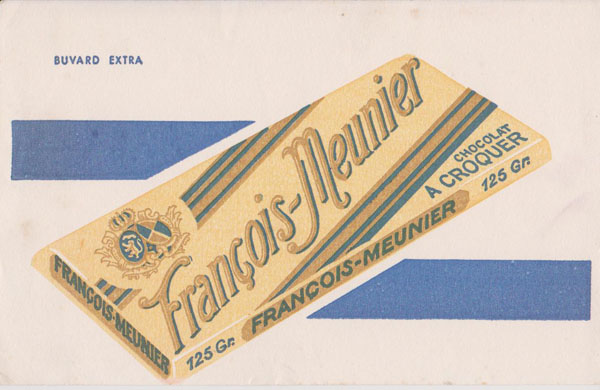 BUVARD EXTRA
François-Meunier
CHOCOLAT
A CROQUER
125 Gr.
FRANÇOIS-MEUNIER
125 Gr.
FRANÇOIS-MEUNIER